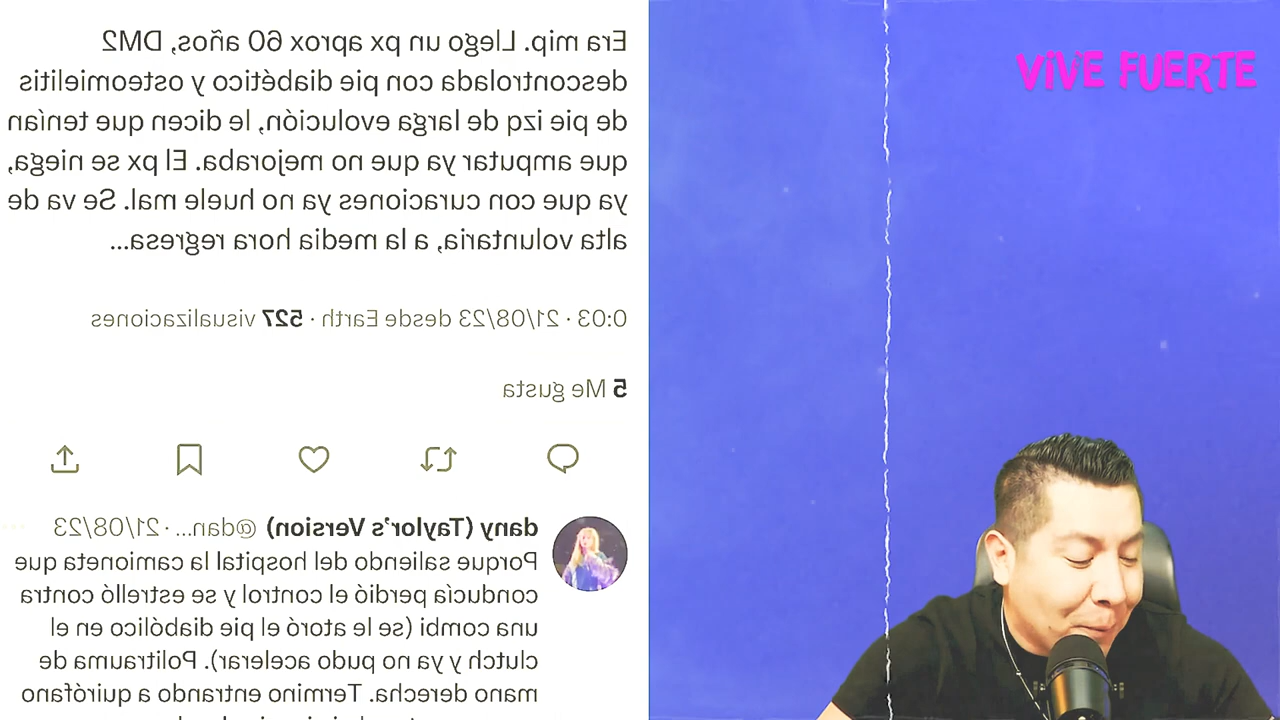 Era mip. Llego un px aprox 60 años, DM2
descontrolada con pie diabético y osteomielitis
de pie izq de larga evolución, le dicen que tenían
que amputar ya que no mejoraba. El px se niega,
ya que con curaciones ya no huele mal. Se va de
alta voluntaria, a la media hora regresa...
0:03 · 21/08/23 desde Earth · 527 visualizaciones
5 Me gusta
dany (Taylor's Version) @dan... · 21/08/23
Porque saliendo del hospital la camioneta que
conducía perdió el control y se estrelló contra
una combi (se le atoró el pie diabólico en el
clutch y ya no pudo acelerar). Politrauma de
mano derecha. Termino entrando a quirófano
VIVE FUERTE